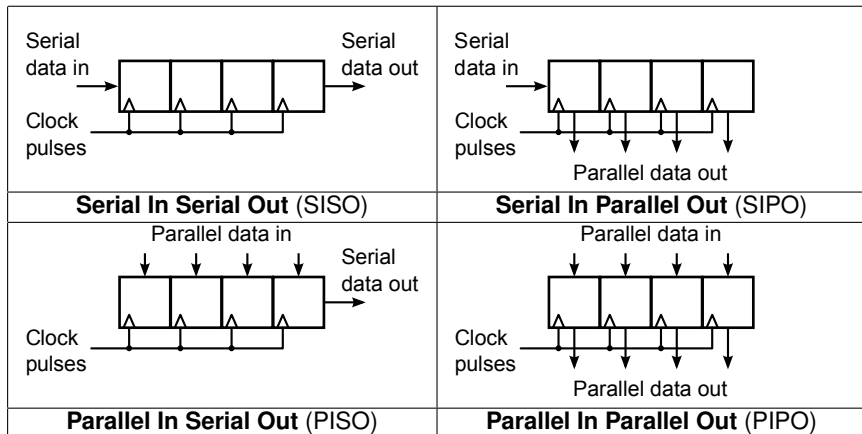 Serial
data in
Serial
data out
Clock
pulses
Serial In Serial Out (SISO)
Serial
data in
Clock
pulses
Parallel data out
Serial In Parallel Out (SIPO)
Parallel data in
Serial
data out
Clock
pulses
Parallel In Serial Out (PISO)
Parallel data in
Clock
pulses
Parallel data out
Parallel In Parallel Out (PIPO)